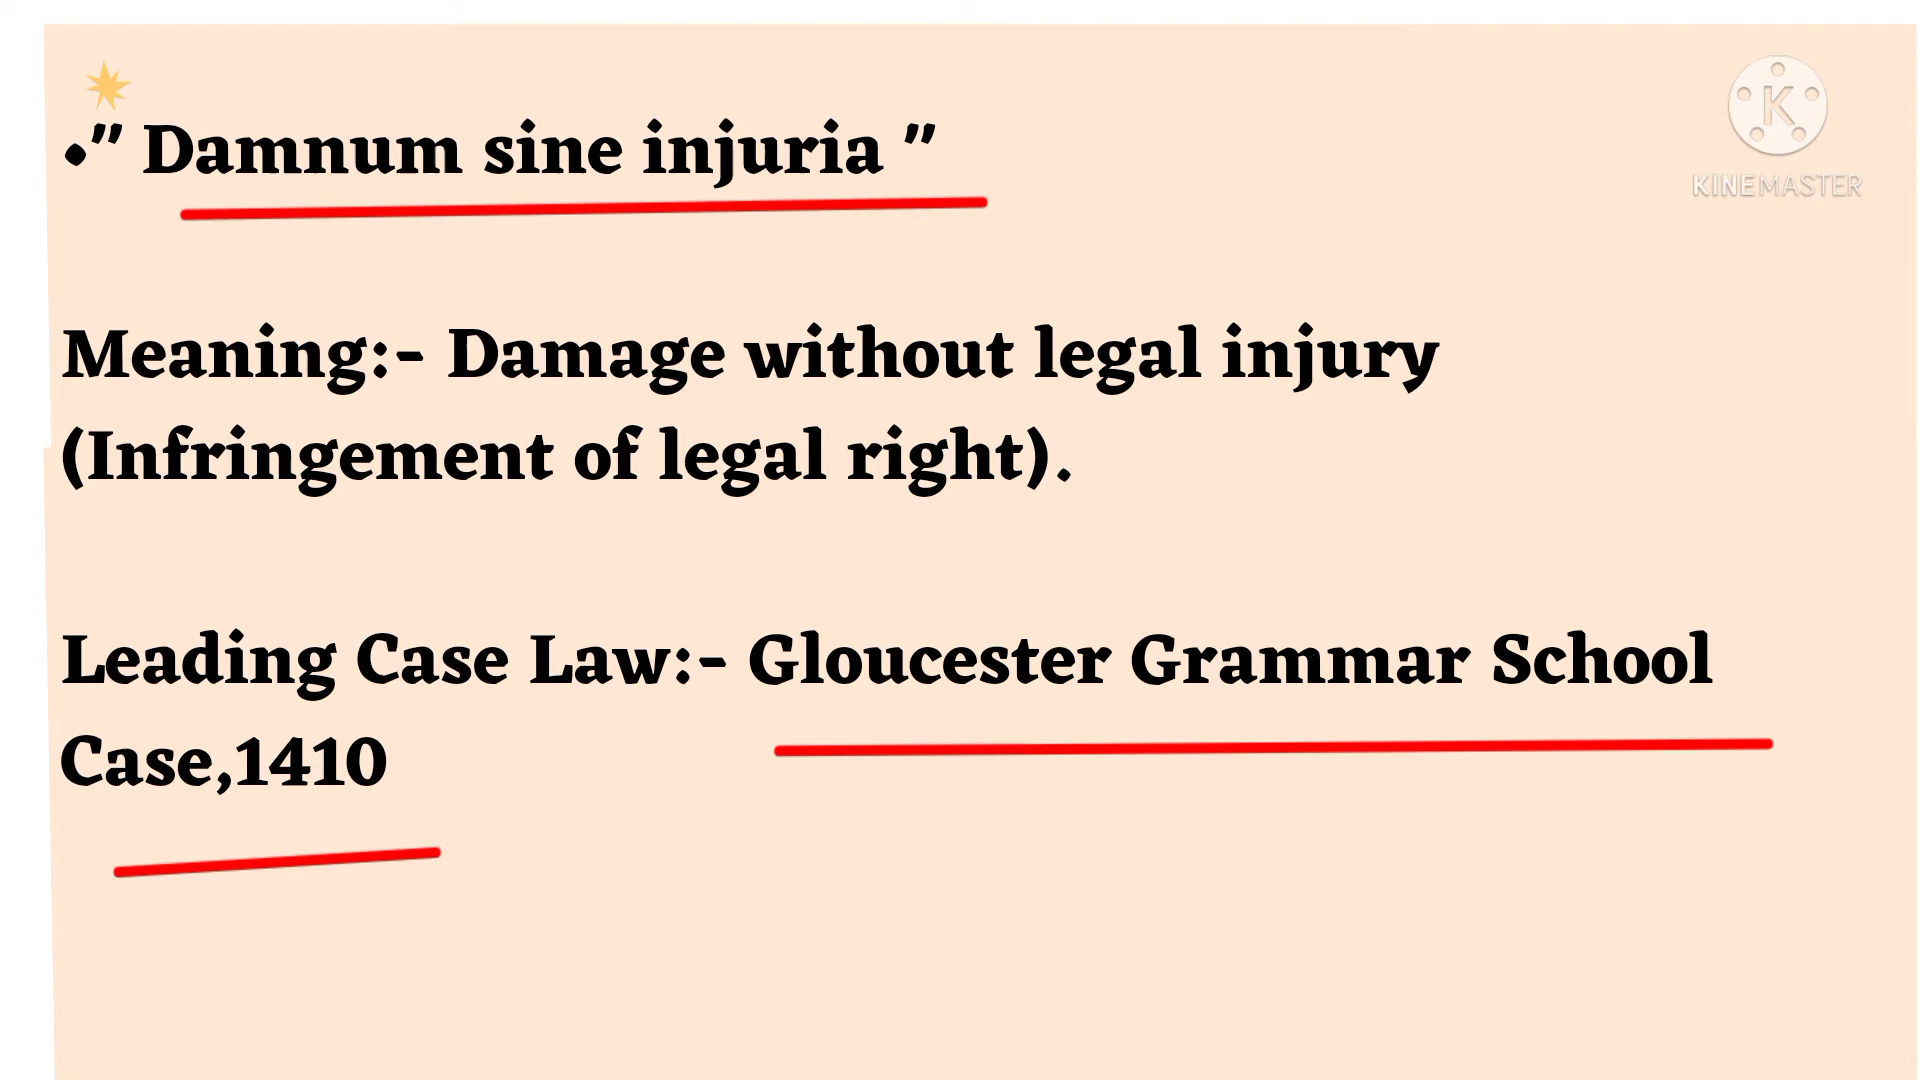 •" Damnum sine injuria "
KINEMASTER
Meaning:- Damage without legal injury
(Infringement of legal right).
Leading Case Law:- Gloucester Grammar School
Case,1410